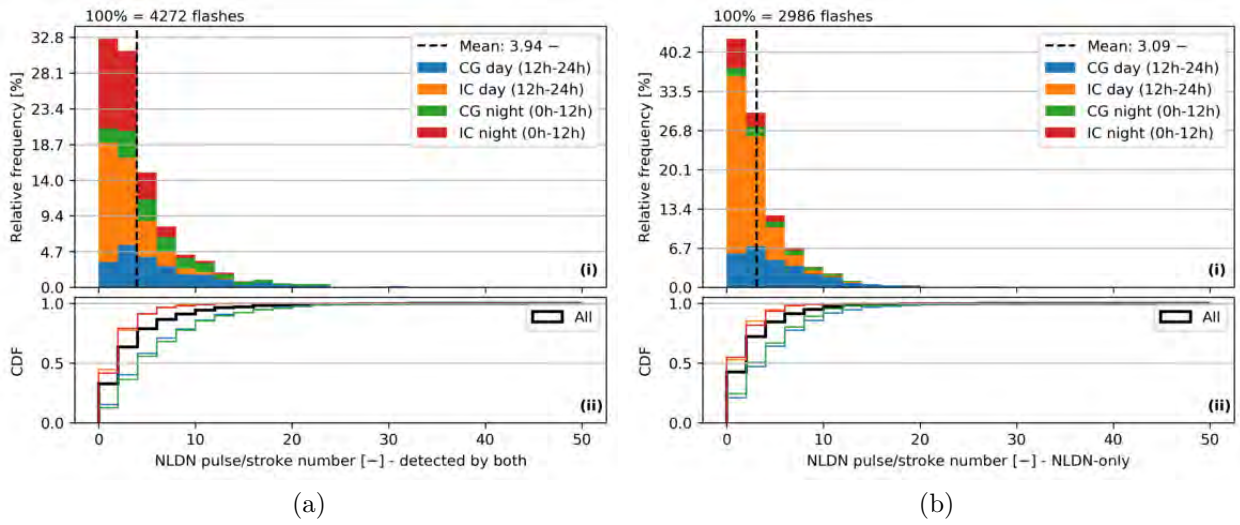 100% = 4272 flashes
Relative frequency [%]
32.8
28.1
23.4
18.7
14.0
9.4
4.7
0.0
Mean: 3.94 −
CG day (12h-24h)
IC day (12h-24h)
CG night (0h-12h)
IC night (0h-12h)
(i)
CDF
1.0
0.5
0.0
All
(ii)
0 10 20 30 40 50
NLDN pulse/stroke number [−] - detected by both
(a)
100% = 2986 flashes
Relative frequency [%]
40.2
33.5
26.8
20.1
13.4
6.7
0.0
Mean: 3.09 −
CG day (12h-24h)
IC day (12h-24h)
CG night (0h-12h)
IC night (0h-12h)
(i)
CDF
1.0
0.5
0.0
All
(ii)
0 10 20 30 40 50
NLDN pulse/stroke number [−] - NLDN-only
(b)